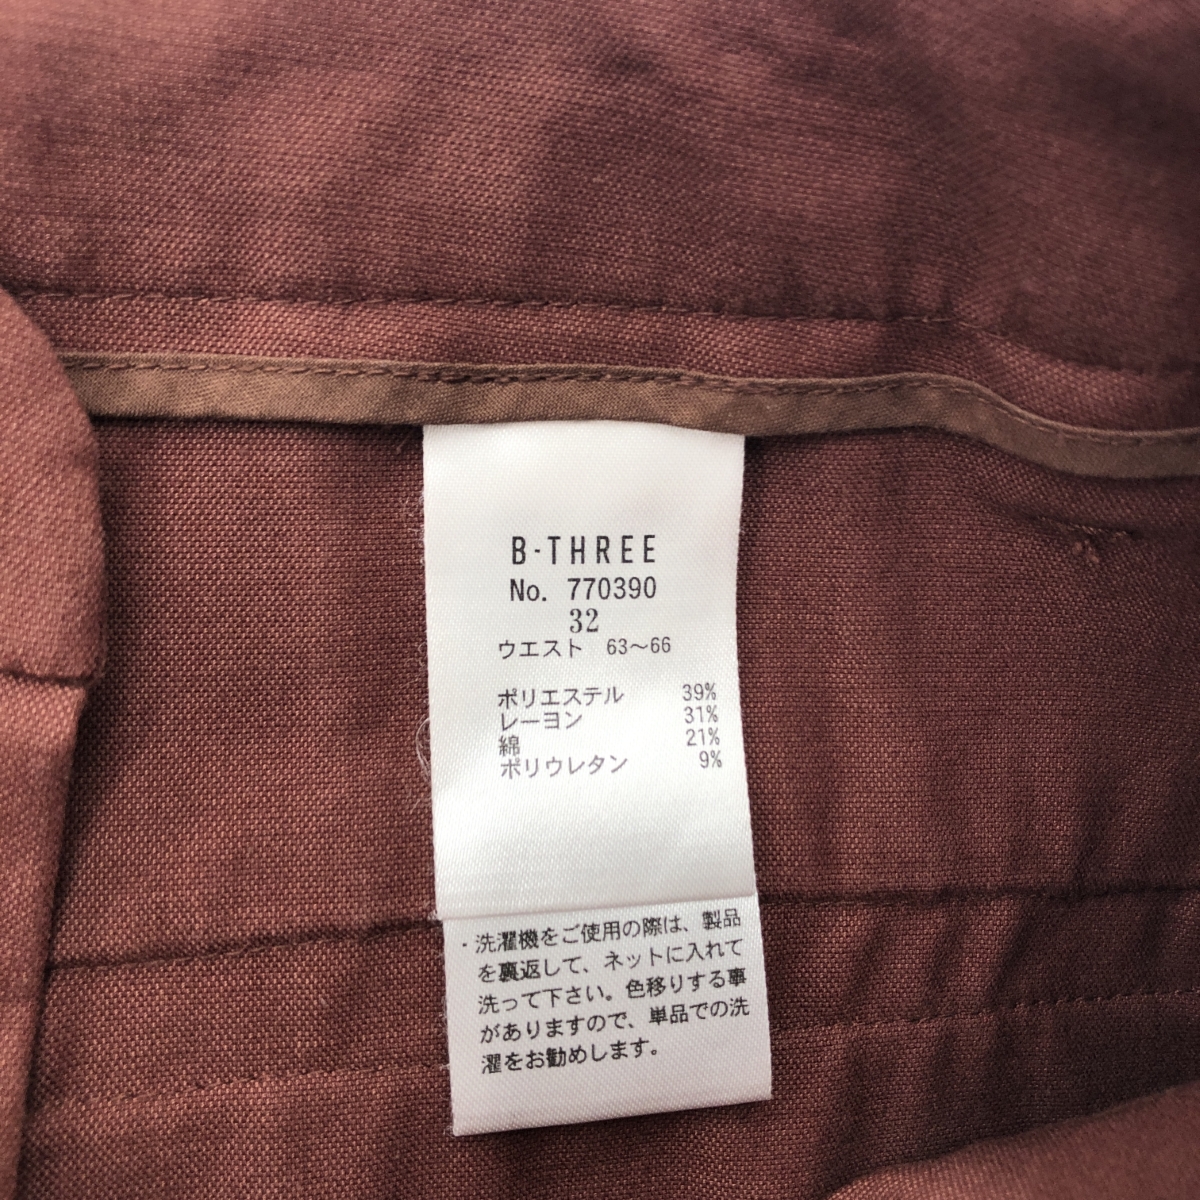 B-THREE
No. 770390
32
ウエスト 63〜66
ポリエステル 39%
レーヨン 31%
綿 21%
ポリウレタン 9%
・洗濯機をご使用の際は、製品
を裏返して、ネットに入れて
洗って下さい。色移りする事
がありますので、単品での洗
濯をお勧めします。